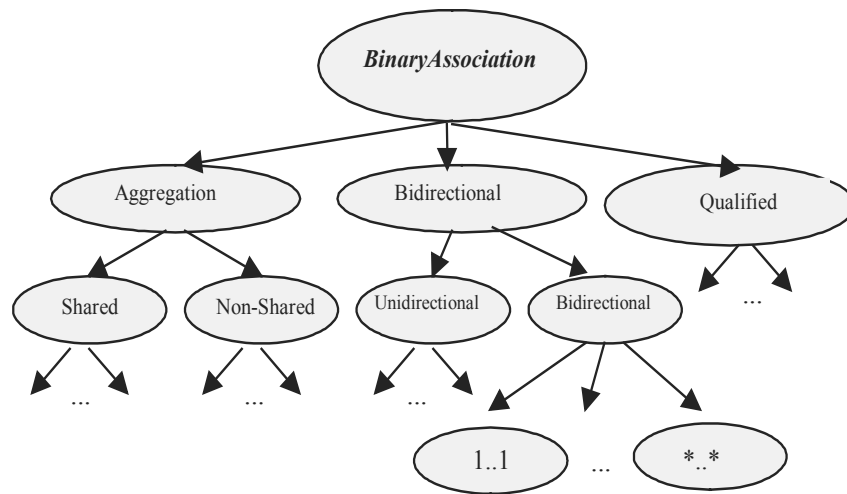 BinaryAssociation
Aggregation
Bidirectional
Qualified
Shared
Non-Shared
Unidirectional
Bidirectional
...
...
...
...
1..1
...
*..*